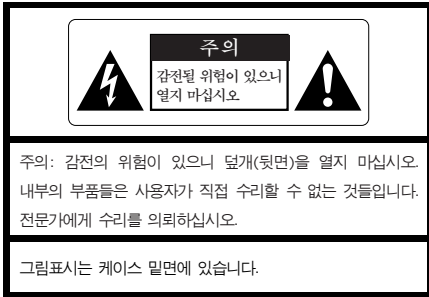 주의
감전될 위험이 있으니
열지 마십시오
주의: 감전의 위험이 있으니 덮개(뒷면)을 열지 마십시오.
내부의 부품들은 사용자가 직접 수리할 수 없는 것들입니다.
전문가에게 수리를 의뢰하십시오.
그림표시는 케이스 밑면에 있습니다.